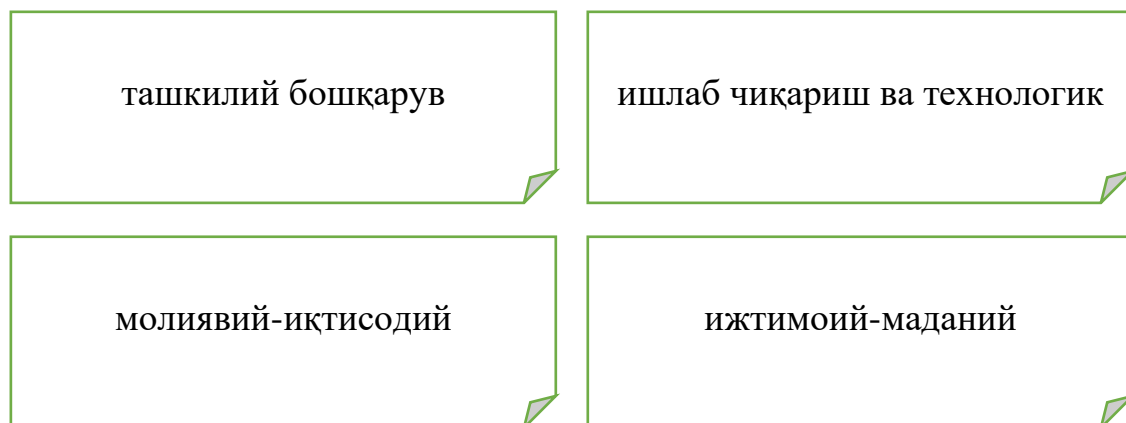 ташкилий бошқарув
ишлаб чиқариш ва технологик
молиявий-иқтисодий
ижтимоий-маданий